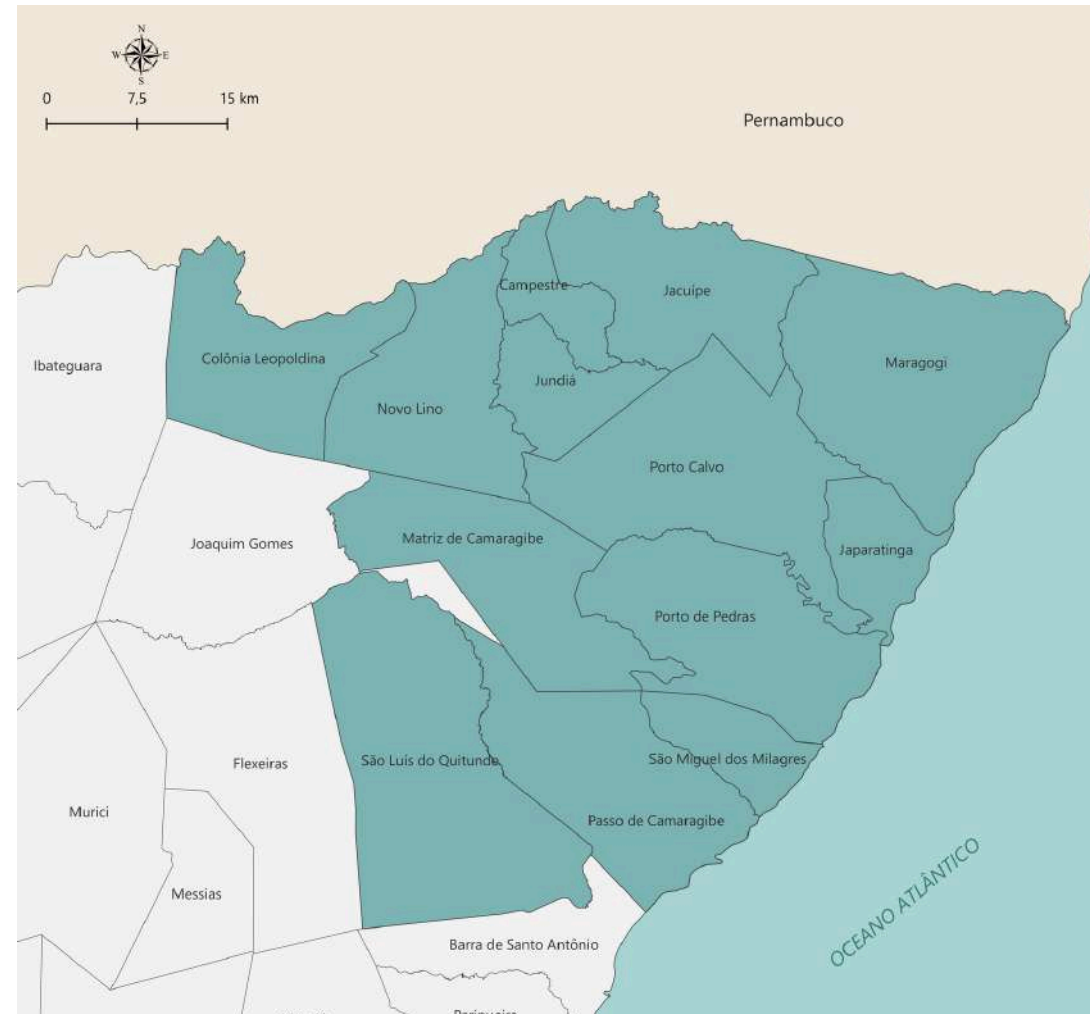 N
W E
S
0 7,5 15 km
Pernambuco
Campestre
Jacuípe
Colônia Leopoldina
Maragogi
Ibateguara
Jundiá
Novo Lino
Porto Calvo
Matriz de Camaragibe
Joaquim Gomes
Japaratinga
Porto de Pedras
São Luís do Quitunde
São Miguel dos Milagres
Flexeiras
Murici
Passo de Camaragibe
Messias
OCEANO ATLÂNTICO
Barra de Santo Antônio